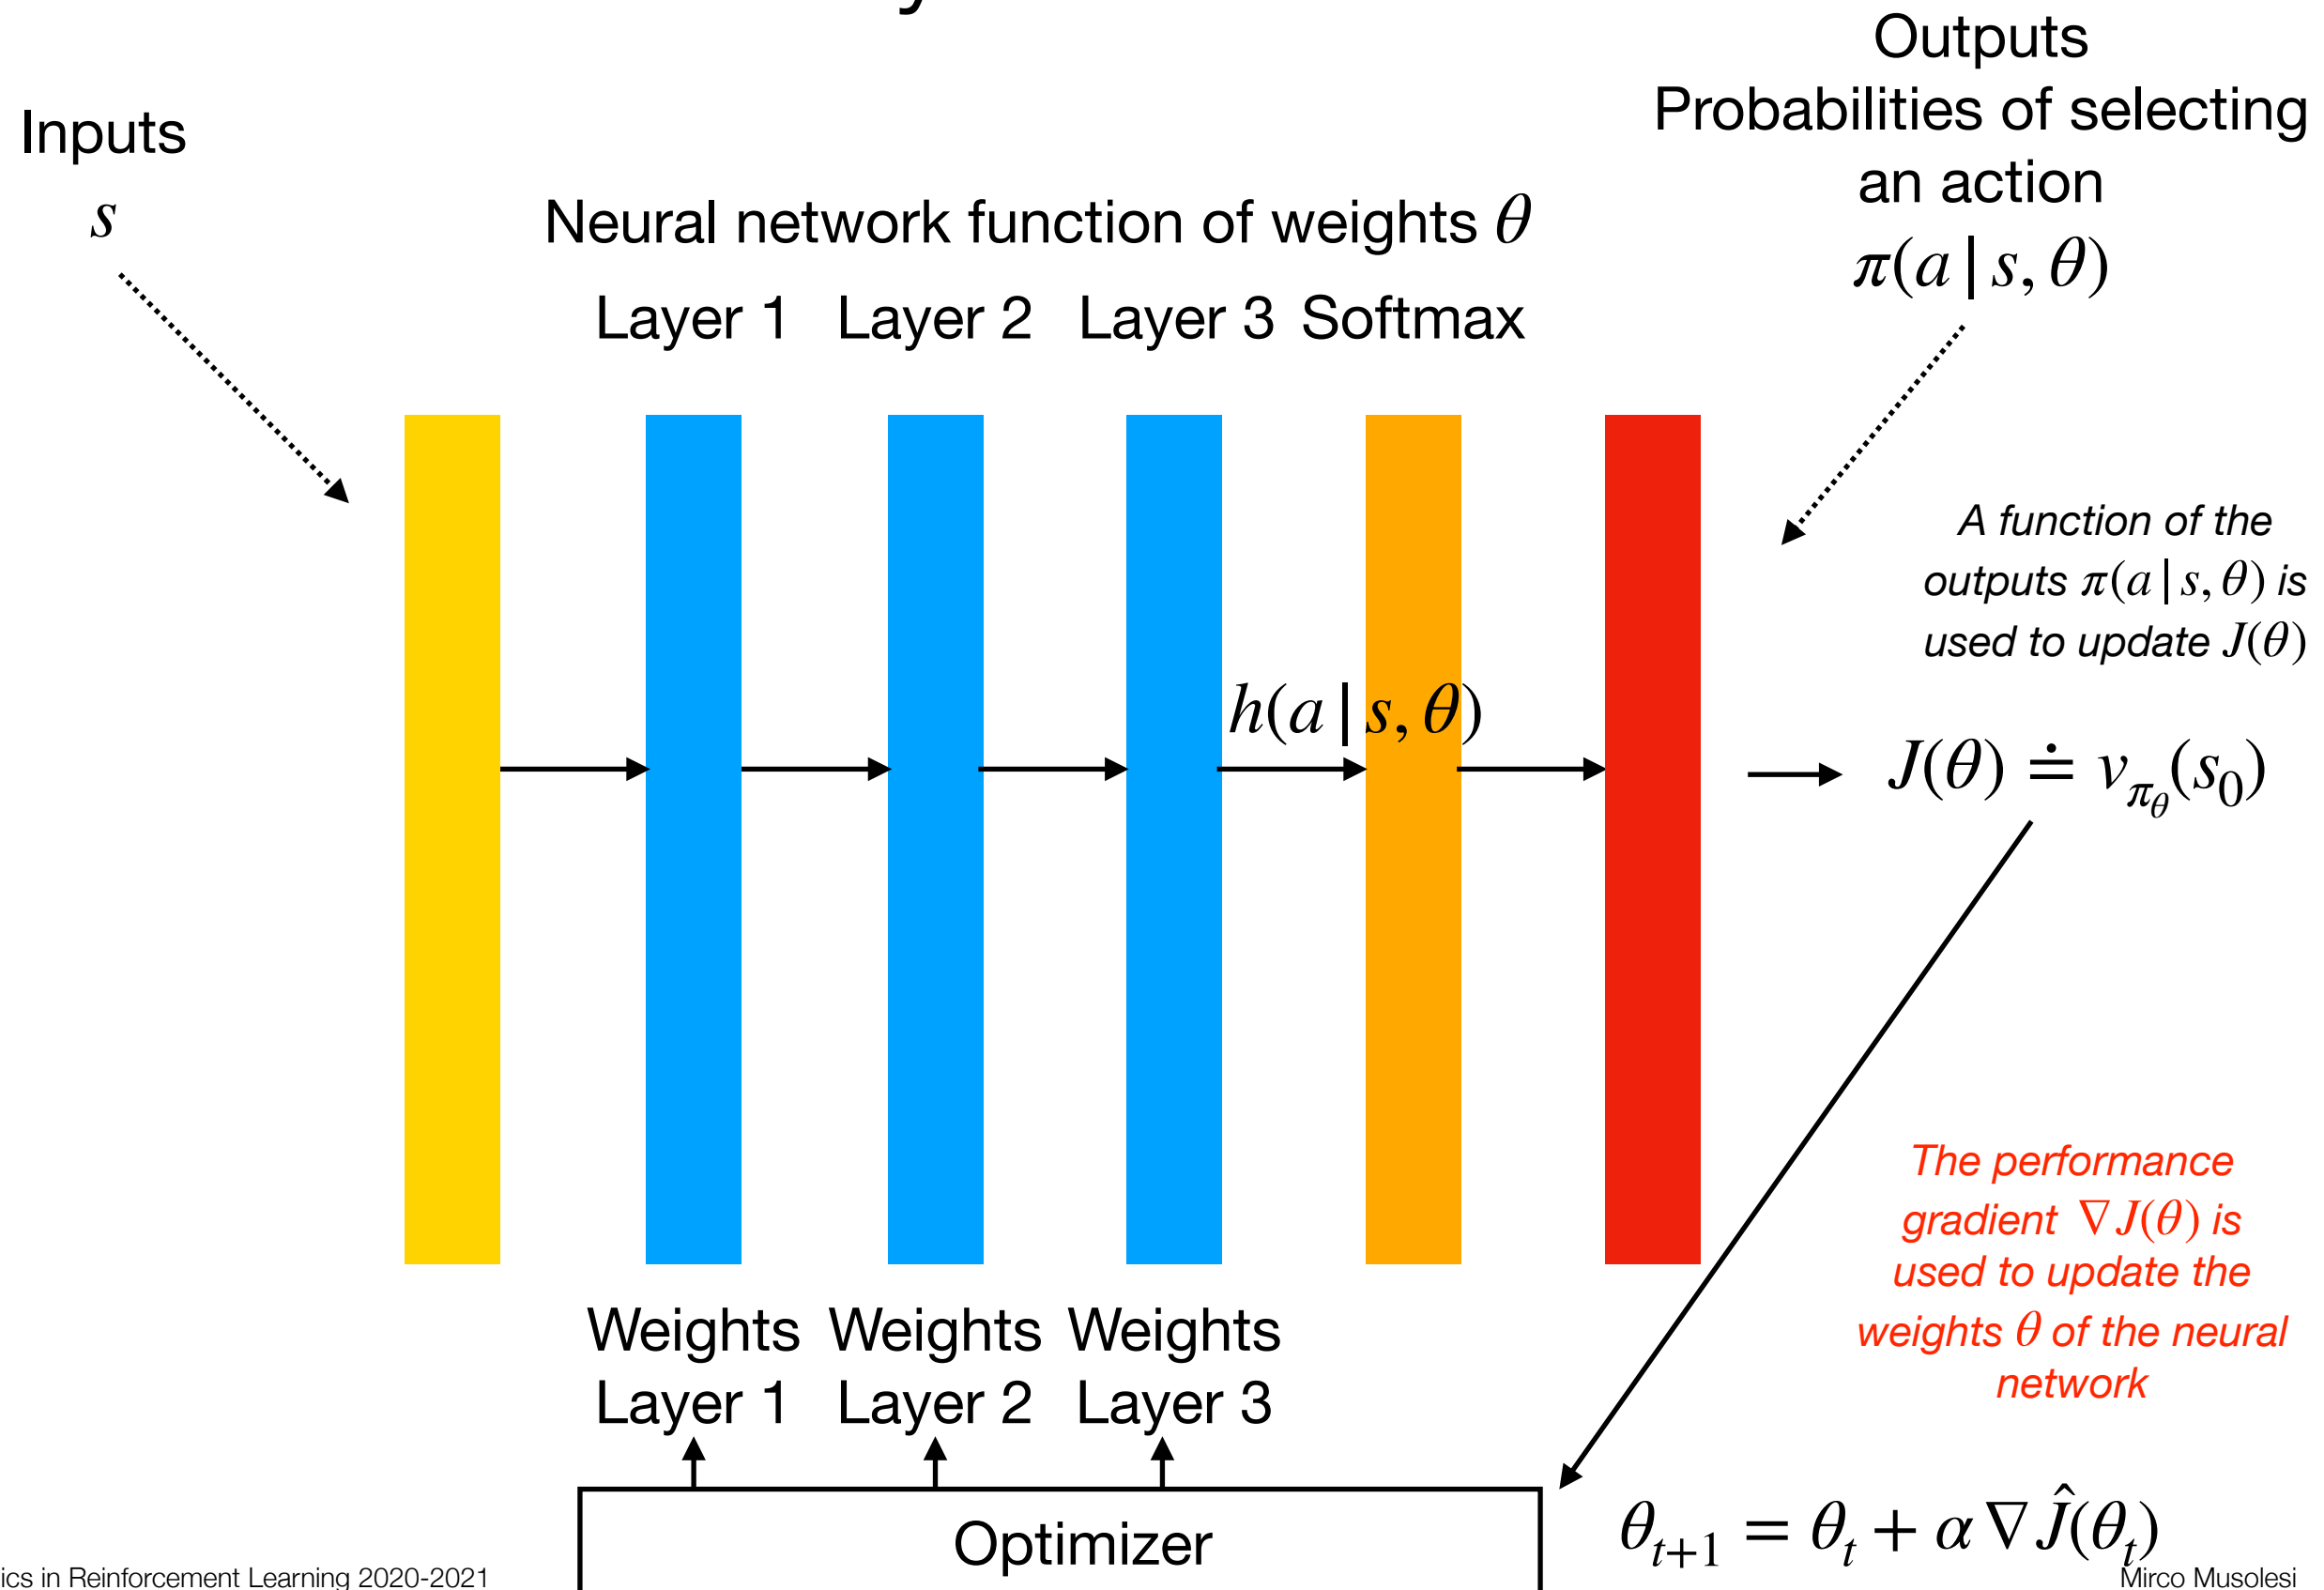 Inputs
s
Outputs
Probabilities of selecting
an action
π(a | s, θ)
Neural network function of weights θ
Layer 1 Layer 2 Layer 3 Softmax
A function of the
outputs π(a | s, θ) is
used to update J(θ)
h(a | s, θ)
J(θ) ≐ v_{π_θ}(s_0)
The performance
gradient ∇J(θ) is
used to update the
weights θ of the neural
network
Weights Weights Weights
Layer 1 Layer 2 Layer 3
Optimizer
θ_{t+1} = θ_t + α∇Ĵ(θ_t)
ics in Reinforcement Learning 2020-2021
Mirco Musolesi